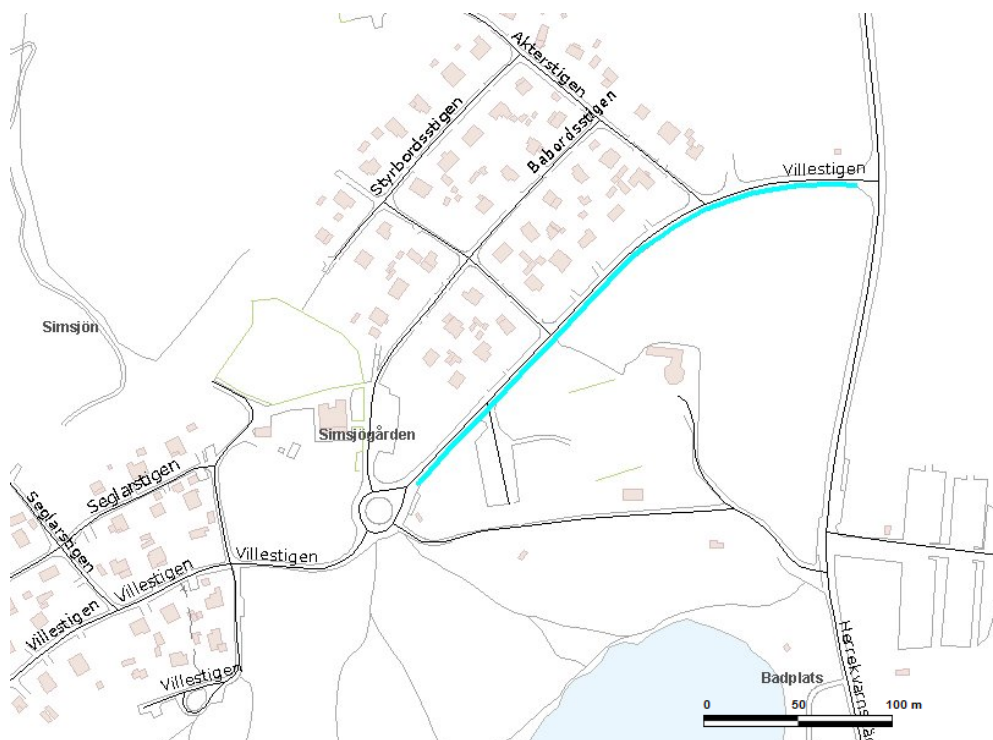 Akterstigen
Styrbordsstigen
Babordsstigen
Villestigen
Simsjön
Simsjögården
Seglarstigen
Seglarstigen
Villestigen
Villestigen
Villestigen
Villestigen
Badplats
0 50 100 m